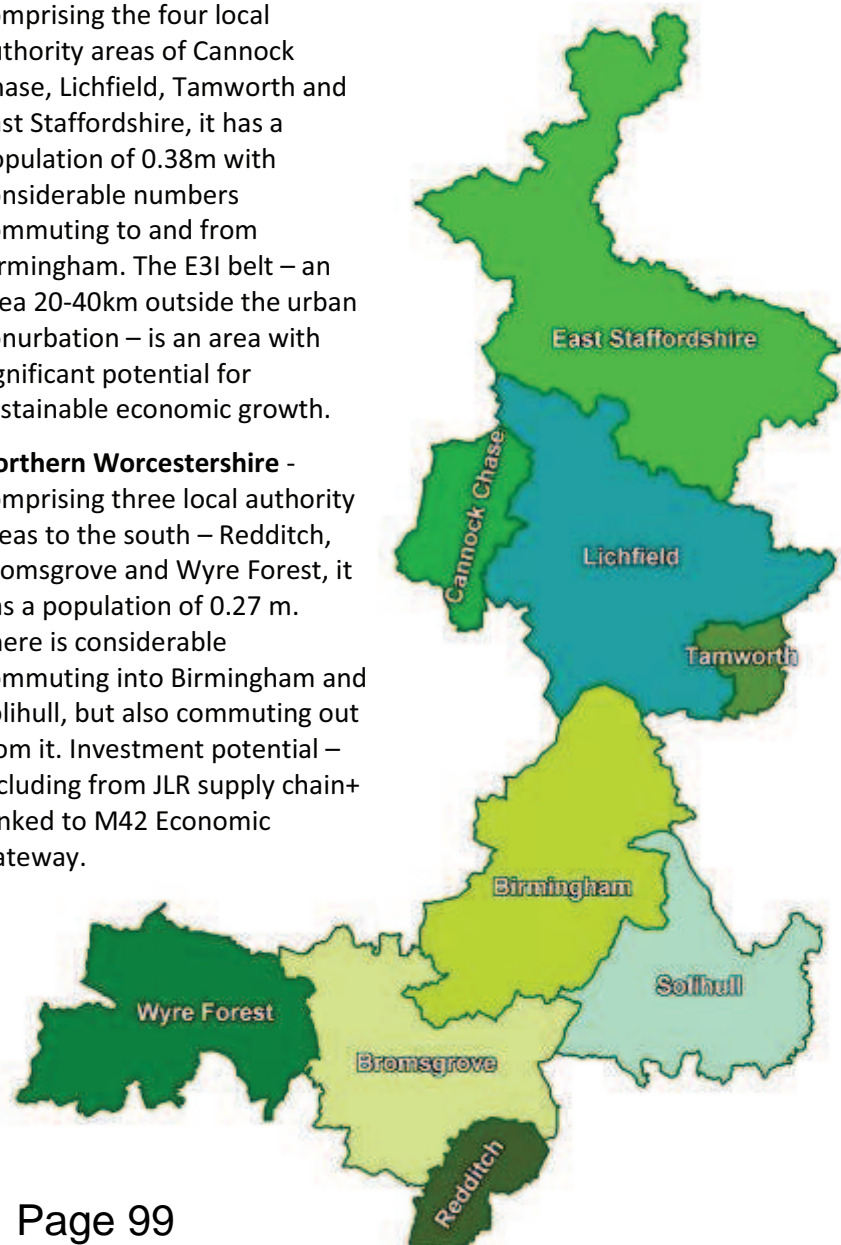 omprising the four local
uthority areas of Cannock
hase, Lichfield, Tamworth and
ast Staffordshire, it has a
opulation of 0.38m with
onsiderable numbers
ommuting to and from
irmingham. The E3I belt – an
rea 20-40km outside the urban
onurbation – is an area with
gnificant potential for
stainable economic growth.
orthern Worcestershire -
omprising three local authority
eas to the south – Redditch,
omsgrove and Wyre Forest, it
as a population of 0.27 m.
here is considerable
ommuting into Birmingham and
olihull, but also commuting out
om it. Investment potential –
cluding from JLR supply chain+
nked to M42 Economic
ateway.
East Staffordshire
Cannock Chase
Lichfield
Tamworth
Birmingham
Solihull
Wyre Forest
Bromsgrove
Redditch
Page 99